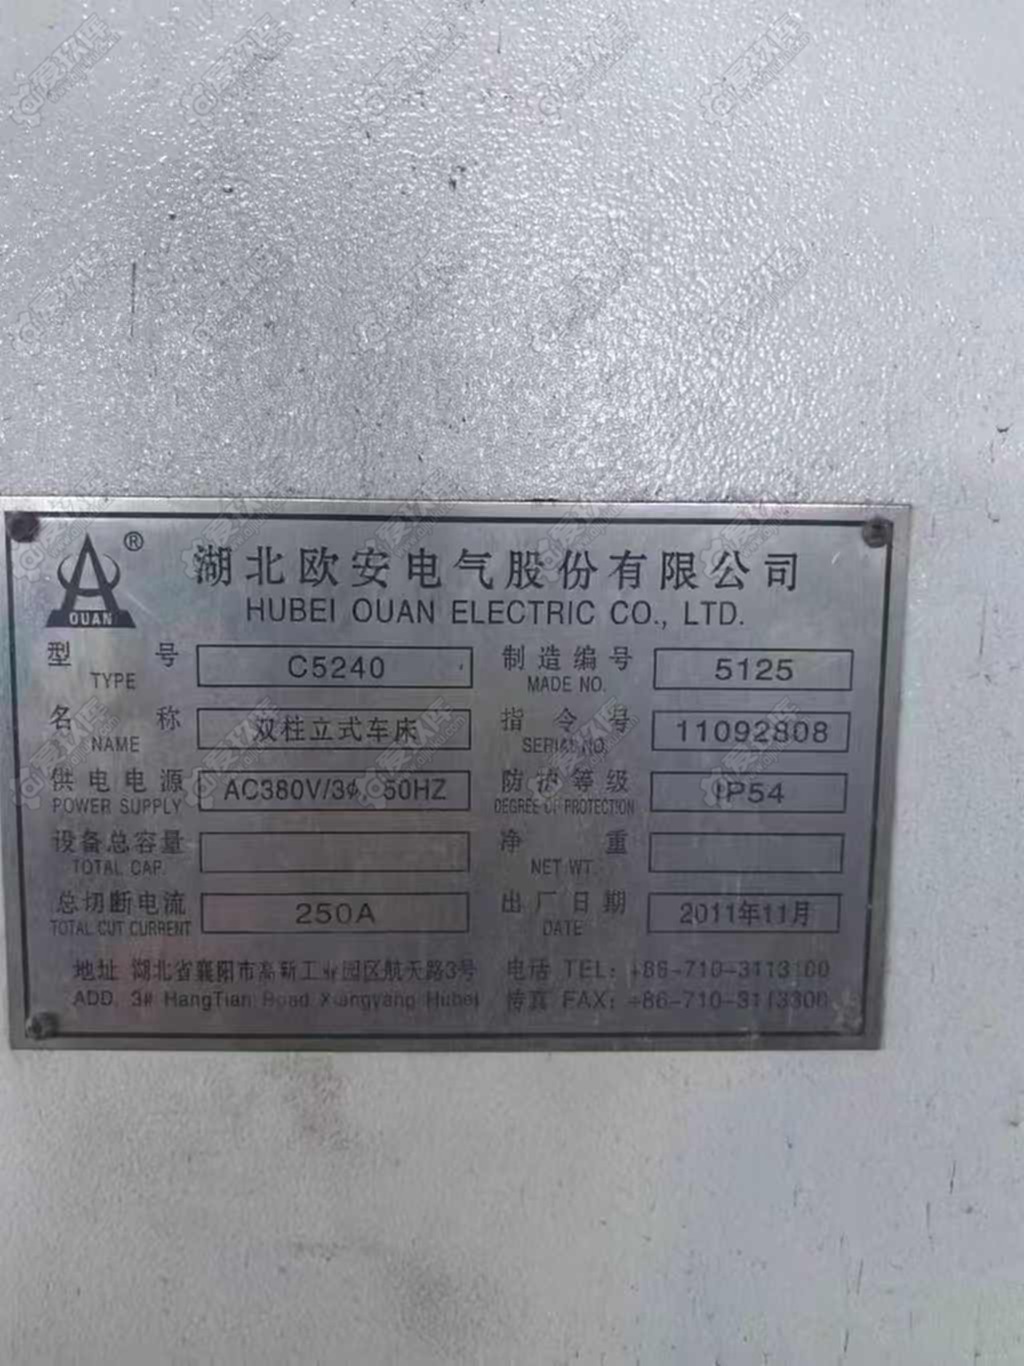 OUAN ®
湖北欧安电气股份有限公司
HUBEI OUAN ELECTRIC CO., LTD.
型号 TYPE C5240 制造编号 MADE NO. 5125
名称 NAME 双柱立式车床 指令号 SERIAL NO. 11092808
供电电源 POWER SUPPLY AC380V/3ϕ 50HZ 防护等级 DEGREE OF PROTECTION IP54
设备总容量 TOTAL CAP. 净重 NET WT.
总切断电流 TOTAL CUT CURRENT 250A 出厂日期 DATE 2011年11月
地址 湖北省襄阳市高新工业园区航天路3号 电话 TEL: +86-710-3113100
ADD. 3# HangTian Road Xiangyang Hubei 传真 FAX: +86-710-3113300